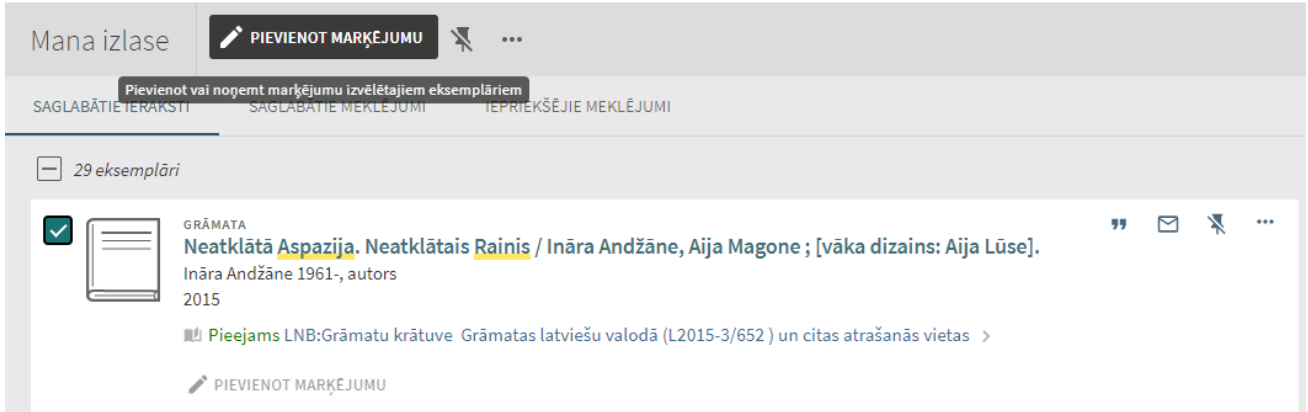 Mana izlase
PIEVIENOT MARĶĒJUMU
•••
Pievienot vai noņemt marķējumu izvēlētajiem eksemplāriem
SAGLABĀTIE IERAKSTI
SAGLABĀTIE MEKLĒJUMI
IEPRIEKŠĒJIE MEKLĒJUMI
29 eksemplāri
GRĀMATA
Neatklātā Aspazija. Neatklātais Rainis / Ināra Andžāne, Aija Magone ; [vāka dizains: Aija Lūse].
Ināra Andžāne 1961-, autors
2015
Pieejams LNB:Grāmatu krātuve Grāmatas latviešu valodā (L2015-3/652 ) un citas atrašanās vietas >
PIEVIENOT MARĶĒJUMU